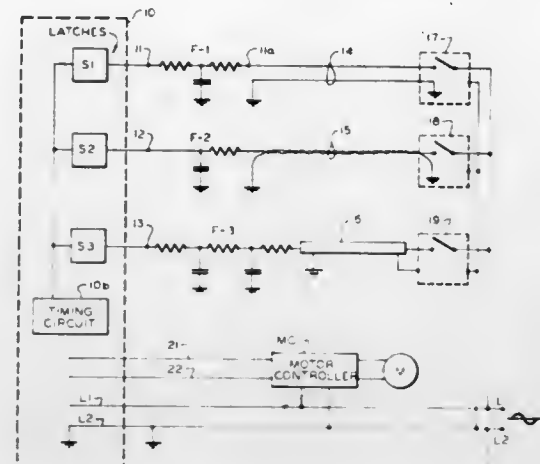 10
LATCHES
11
F-1
11a
14
17
S1
12
F-2
15
18
S2
13
F-3
5
19
S3
10b
TIMING
CIRCUIT
21
MC
22
MOTOR
CONTROLLER
M
L1
L
L2
L2